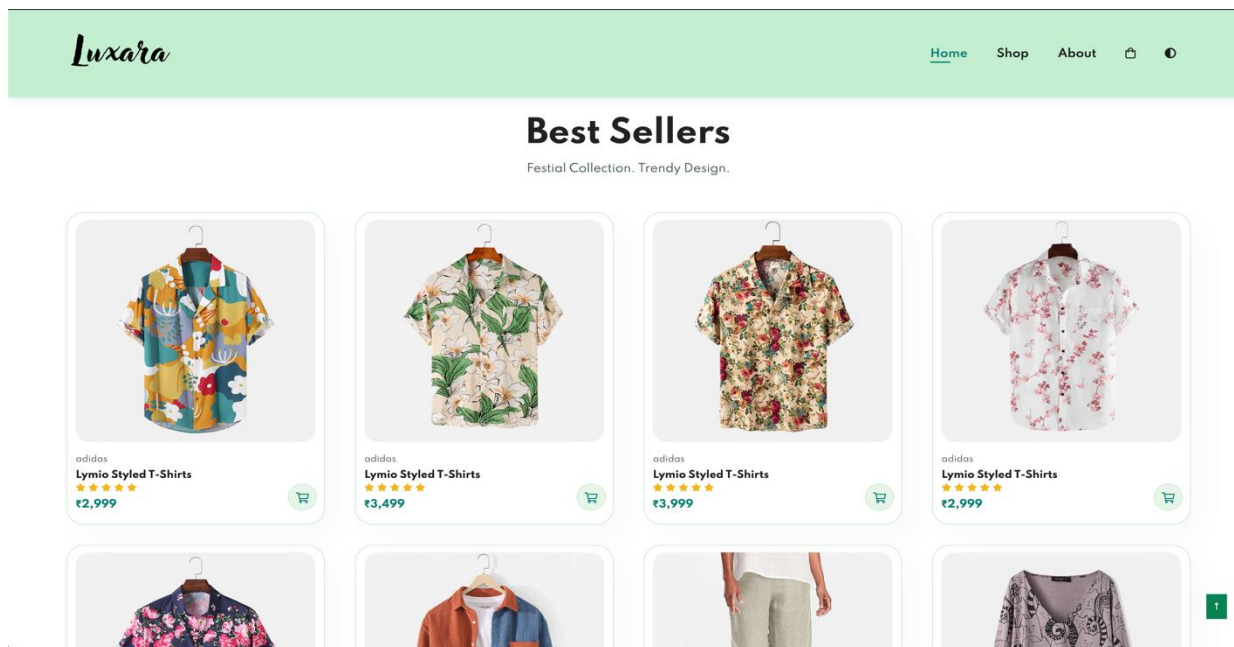 Luxara
Home Shop About
Best Sellers
Festial Collection. Trendy Design.
adidas
Lymio Styled T-Shirts
₹2,999
adidas
Lymio Styled T-Shirts
₹3,499
adidas
Lymio Styled T-Shirts
₹3,999
adidas
Lymio Styled T-Shirts
₹2,999
↑